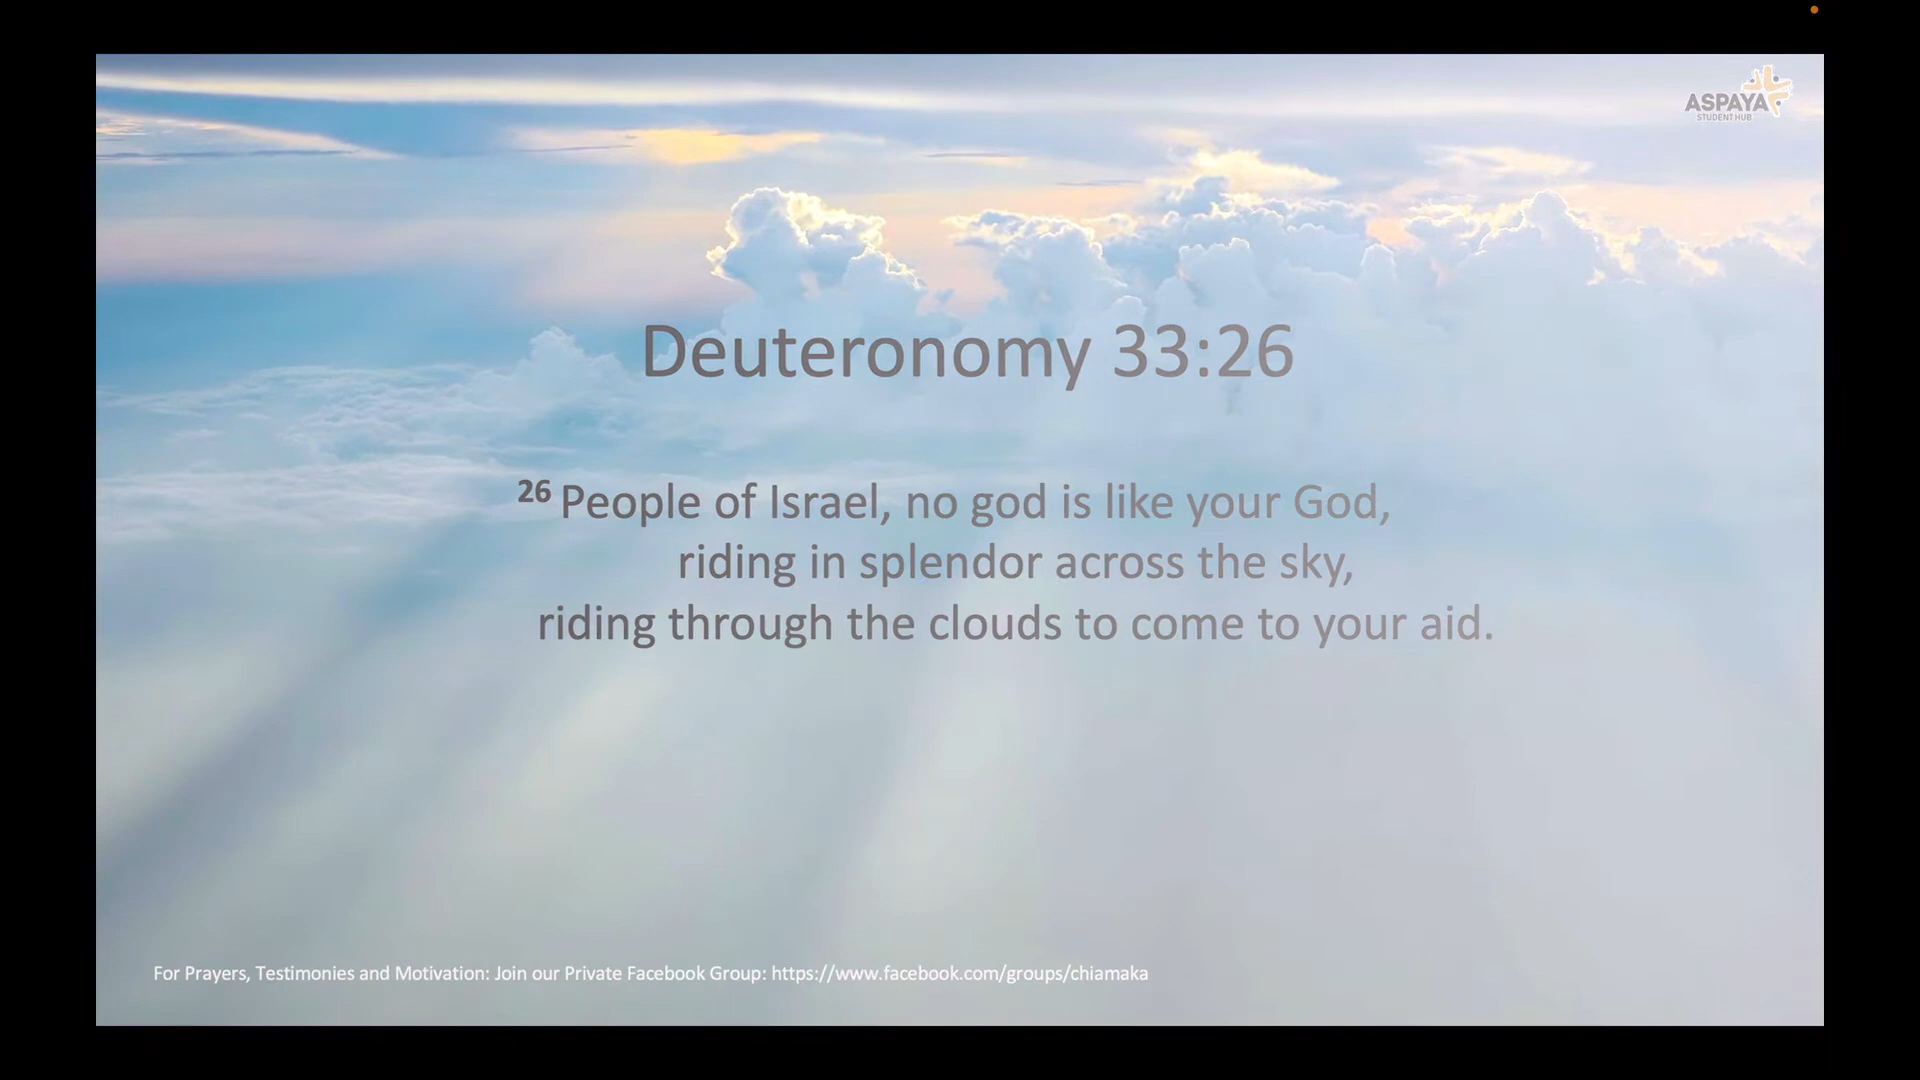 ASPAYA
STUDENT HUB
Deuteronomy 33:26
26 People of Israel, no god is like your God,
riding in splendor across the sky,
riding through the clouds to come to your aid.
For Prayers, Testimonies and Motivation: Join our Private Facebook Group: https://www.facebook.com/groups/chiamaka